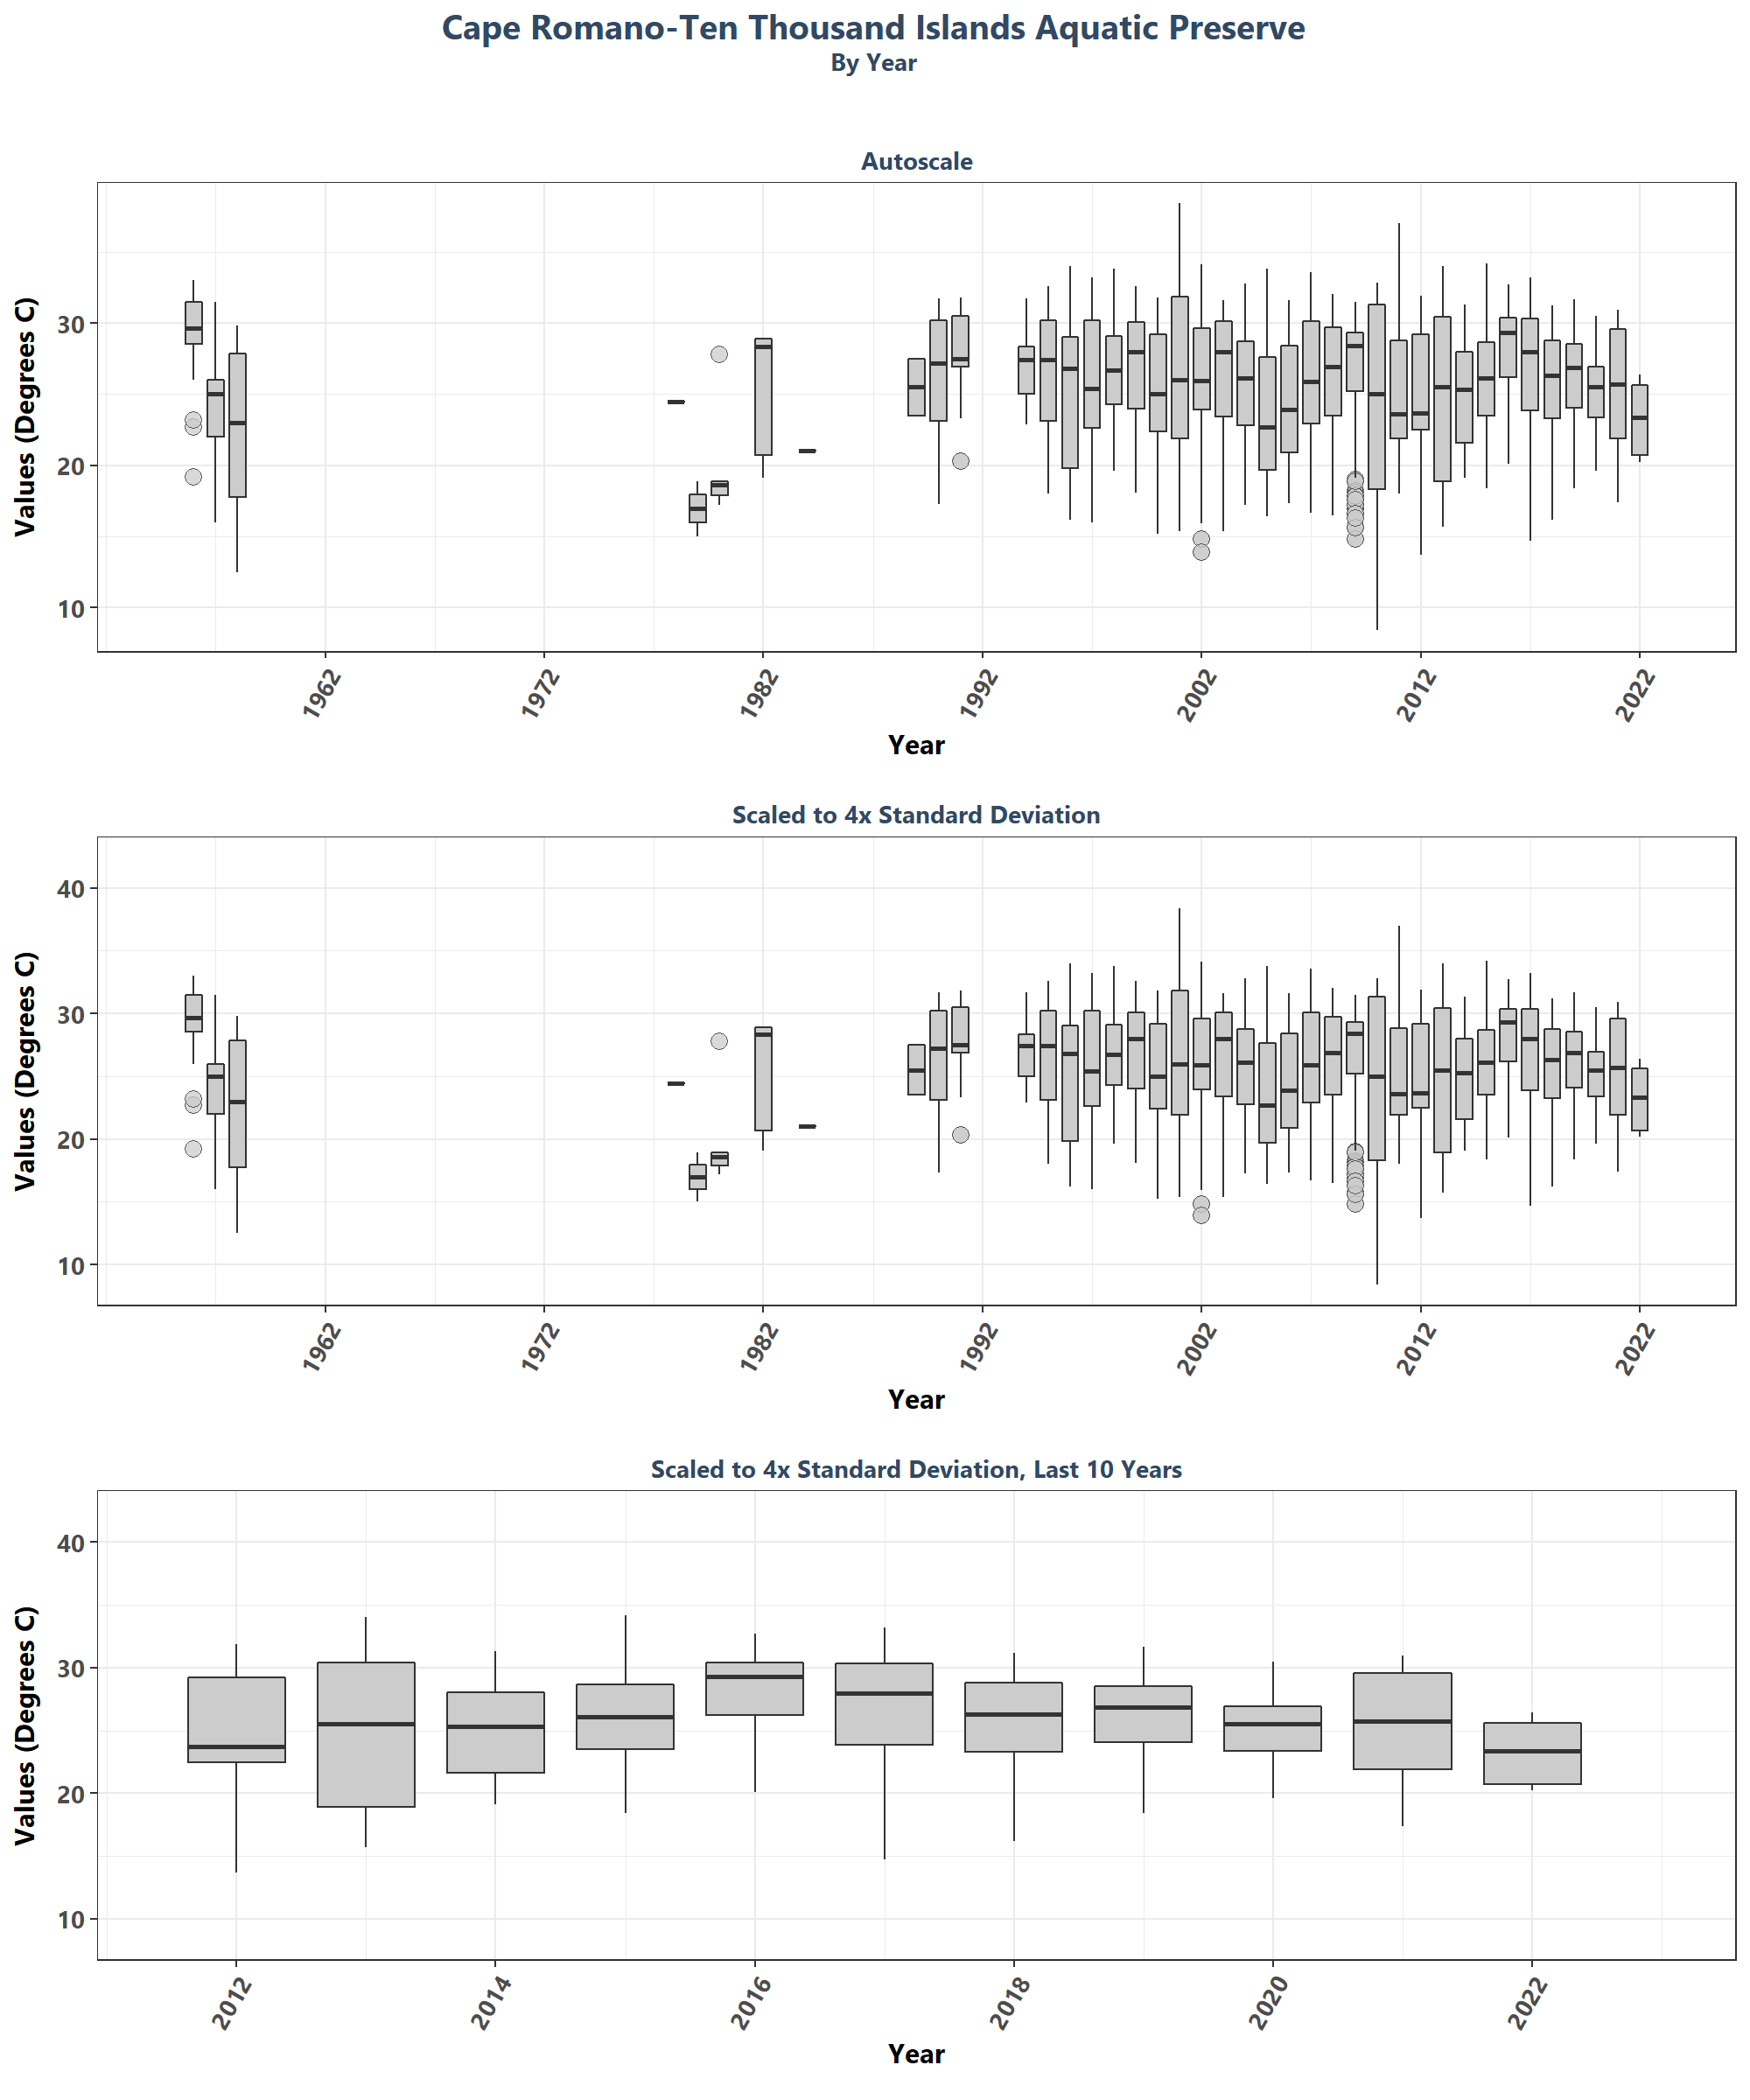 Cape Romano-Ten Thousand Islands Aquatic Preserve
By Year
Autoscale
Values (Degrees C)
30
20
10
1962 1972 1982 1992 2002 2012 2022
Year
Scaled to 4x Standard Deviation
Values (Degrees C)
40
30
20
10
1962 1972 1982 1992 2002 2012 2022
Year
Scaled to 4x Standard Deviation, Last 10 Years
Values (Degrees C)
40
30
20
10
2012 2014 2016 2018 2020 2022
Year